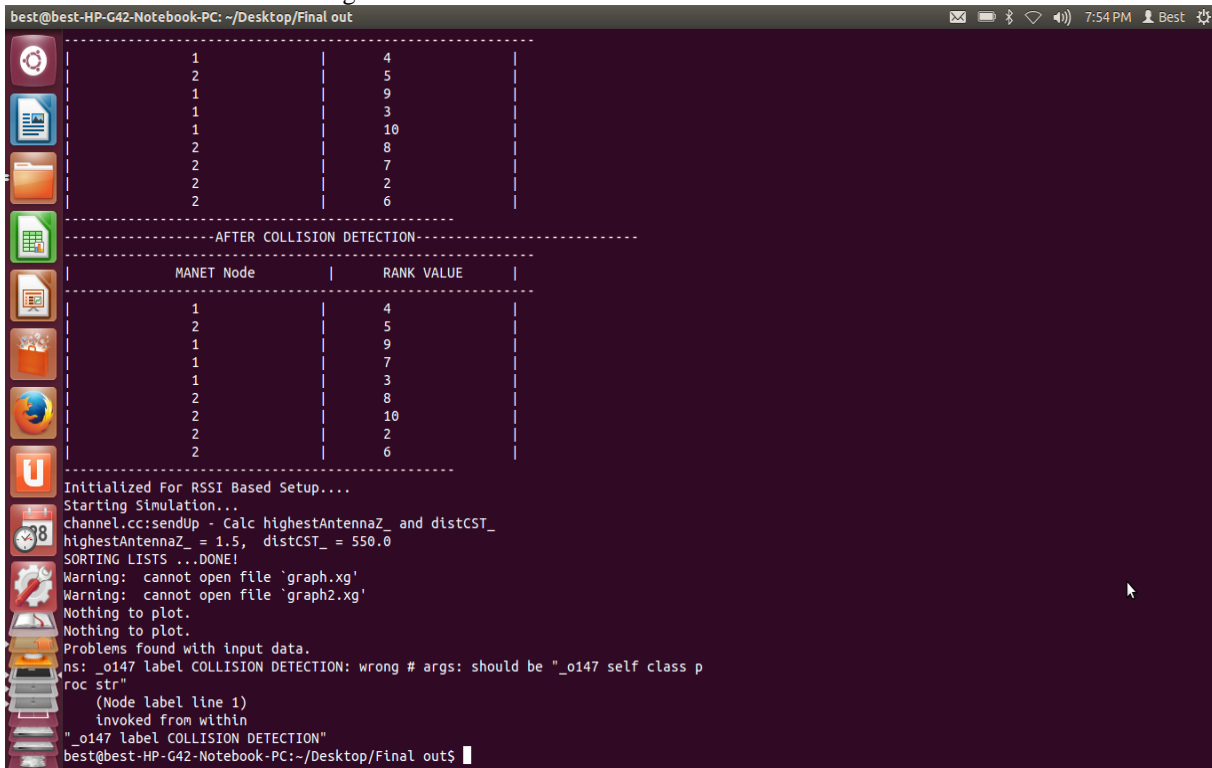 best@best-HP-G42-Notebook-PC: ~/Desktop/Final out 7:54 PM Best
-----------------------------------------------------------
| 1 | 4 |
| 2 | 5 |
| 1 | 9 |
| 1 | 3 |
| 1 | 10 |
| 2 | 8 |
| 2 | 7 |
| 2 | 2 |
| 2 | 6 |
-------------------------------------------------
-------------------AFTER COLLISION DETECTION----------------------------
-----------------------------------------------------------
| MANET Node | RANK VALUE |
-----------------------------------------------------------
| 1 | 4 |
| 2 | 5 |
| 1 | 9 |
| 1 | 7 |
| 1 | 3 |
| 2 | 8 |
| 2 | 10 |
| 2 | 2 |
| 2 | 6 |
-------------------------------------------------
Initialized For RSSI Based Setup....
Starting Simulation...
channel.cc:sendUp - Calc highestAntennaZ_ and distCST_
highestAntennaZ_ = 1.5, distCST_ = 550.0
SORTING LISTS ...DONE!
Warning: cannot open file `graph.xg'
Warning: cannot open file `graph2.xg'
Nothing to plot.
Nothing to plot.
Problems found with input data.
ns: _o147 label COLLISION DETECTION: wrong # args: should be "_o147 self class p
roc str"
(Node label line 1)
invoked from within
"_o147 label COLLISION DETECTION"
best@best-HP-G42-Notebook-PC:~/Desktop/Final out$